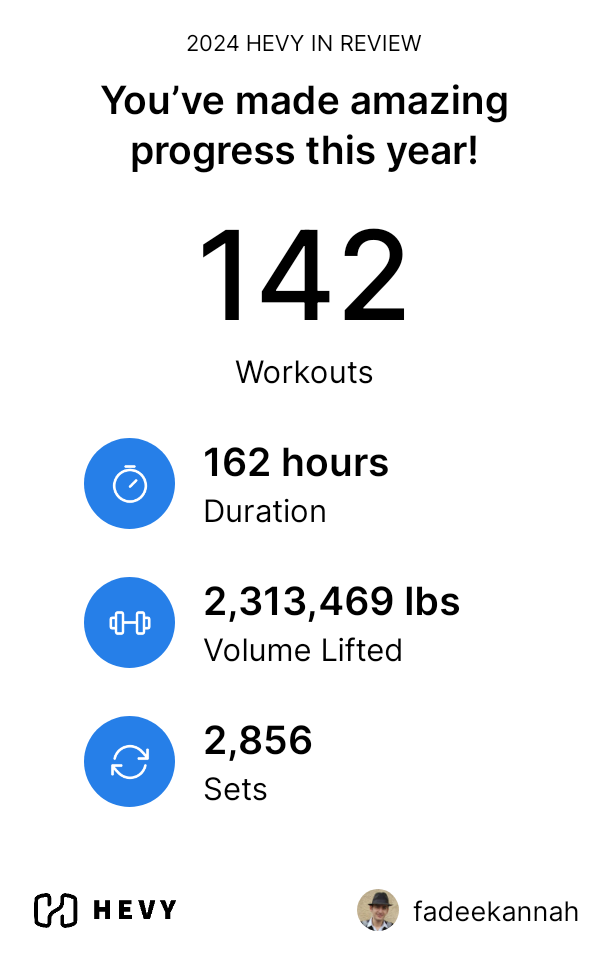 2024 HEVY IN REVIEW
You’ve made amazing
progress this year!
142
Workouts
162 hours
Duration
2,313,469 lbs
Volume Lifted
2,856
Sets
HEVY
fadeekannah